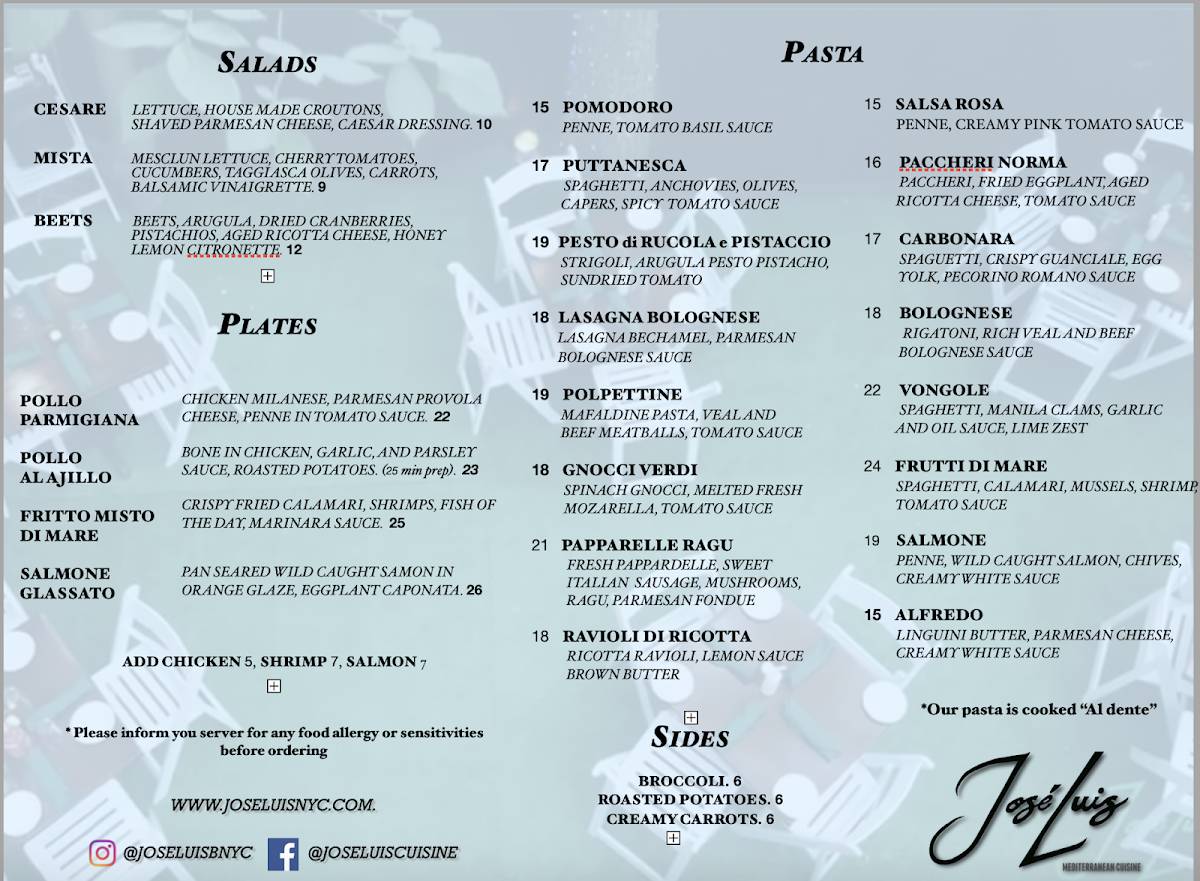 SALADS
CESARE
LETTUCE, HOUSE MADE CROUTONS,
SHAVED PARMESAN CHEESE, CAESAR DRESSING. 10
MISTA
MESCLUN LETTUCE, CHERRY TOMATOES,
CUCUMBERS, TAGGIASCA OLIVES, CARROTS,
BALSAMIC VINAIGRETTE. 9
BEETS
BEETS, ARUGULA, DRIED CRANBERRIES,
PISTACHIOS, AGED RICOTTA CHEESE, HONEY
LEMON CITRONETTE. 12
PLATES
POLLO
PARMIGIANA
CHICKEN MILANESE, PARMESAN PROVOLA
CHEESE, PENNE IN TOMATO SAUCE. 22
POLLO
AL AJILLO
BONE IN CHICKEN, GARLIC, AND PARSLEY
SAUCE, ROASTED POTATOES. (25 min prep). 23
FRITTO MISTO
DI MARE
CRISPY FRIED CALAMARI, SHRIMPS, FISH OF
THE DAY, MARINARA SAUCE. 25
SALMONE
GLASSATO
PAN SEARED WILD CAUGHT SAMON IN
ORANGE GLAZE, EGGPLANT CAPONATA. 26
ADD CHICKEN 5, SHRIMP 7, SALMON 7
* Please inform you server for any food allergy or sensitivities
before ordering
WWW.JOSELUISNYC.COM.
@JOSELUISBNYC @JOSELUISCUISINE
PASTA
15 POMODORO
PENNE, TOMATO BASIL SAUCE
17 PUTTANESCA
SPAGHETTI, ANCHOVIES, OLIVES,
CAPERS, SPICY TOMATO SAUCE
19 PESTO di RUCOLA e PISTACCIO
STRIGOLI, ARUGULA PESTO PISTACHO,
SUNDRIED TOMATO
18 LASAGNA BOLOGNESE
LASAGNA BECHAMEL, PARMESAN
BOLOGNESE SAUCE
19 POLPETTINE
MAFALDINE PASTA, VEAL AND
BEEF MEATBALLS, TOMATO SAUCE
18 GNOCCI VERDI
SPINACH GNOCCI, MELTED FRESH
MOZARELLA, TOMATO SAUCE
21 PAPPARELLE RAGU
FRESH PAPPARDELLE, SWEET
ITALIAN SAUSAGE, MUSHROOMS,
RAGU, PARMESAN FONDUE
18 RAVIOLI DI RICOTTA
RICOTTA RAVIOLI, LEMON SAUCE
BROWN BUTTER
15 SALSA ROSA
PENNE, CREAMY PINK TOMATO SAUCE
16 PACCHERI NORMA
PACCHERI, FRIED EGGPLANT, AGED
RICOTTA CHEESE, TOMATO SAUCE
17 CARBONARA
SPAGUETTI, CRISPY GUANCIALE, EGG
YOLK, PECORINO ROMANO SAUCE
18 BOLOGNESE
RIGATONI, RICH VEAL AND BEEF
BOLOGNESE SAUCE
22 VONGOLE
SPAGHETTI, MANILA CLAMS, GARLIC
AND OIL SAUCE, LIME ZEST
24 FRUTTI DI MARE
SPAGHETTI, CALAMARI, MUSSELS, SHRIMP,
TOMATO SAUCE
19 SALMONE
PENNE, WILD CAUGHT SALMON, CHIVES,
CREAMY WHITE SAUCE
15 ALFREDO
LINGUINI BUTTER, PARMESAN CHEESE,
CREAMY WHITE SAUCE
*Our pasta is cooked “Al dente”
SIDES
BROCCOLI. 6
ROASTED POTATOES. 6
CREAMY CARROTS. 6
José Luis
MEDITERRANEAN CUISINE